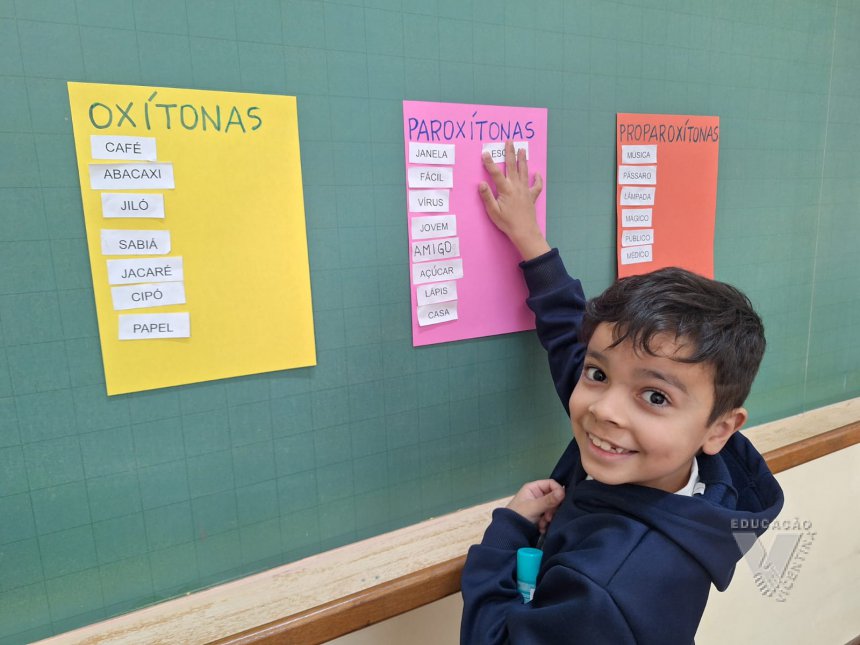 OXÍTONAS
CAFÉ
ABACAXI
JILÓ
SABIÁ
JACARÉ
CIPÓ
PAPEL
PAROXÍTONAS
JANELA
FÁCIL
VÍRUS
JOVEM
AMIGO
AÇÚCAR
LÁPIS
CASA
PROPAROXÍTONAS
MÚSICA
PÁSSARO
LÂMPADA
MÁGICO
PÚBLICO
MÉDICO
EDUCAÇÃO
VICENTINA